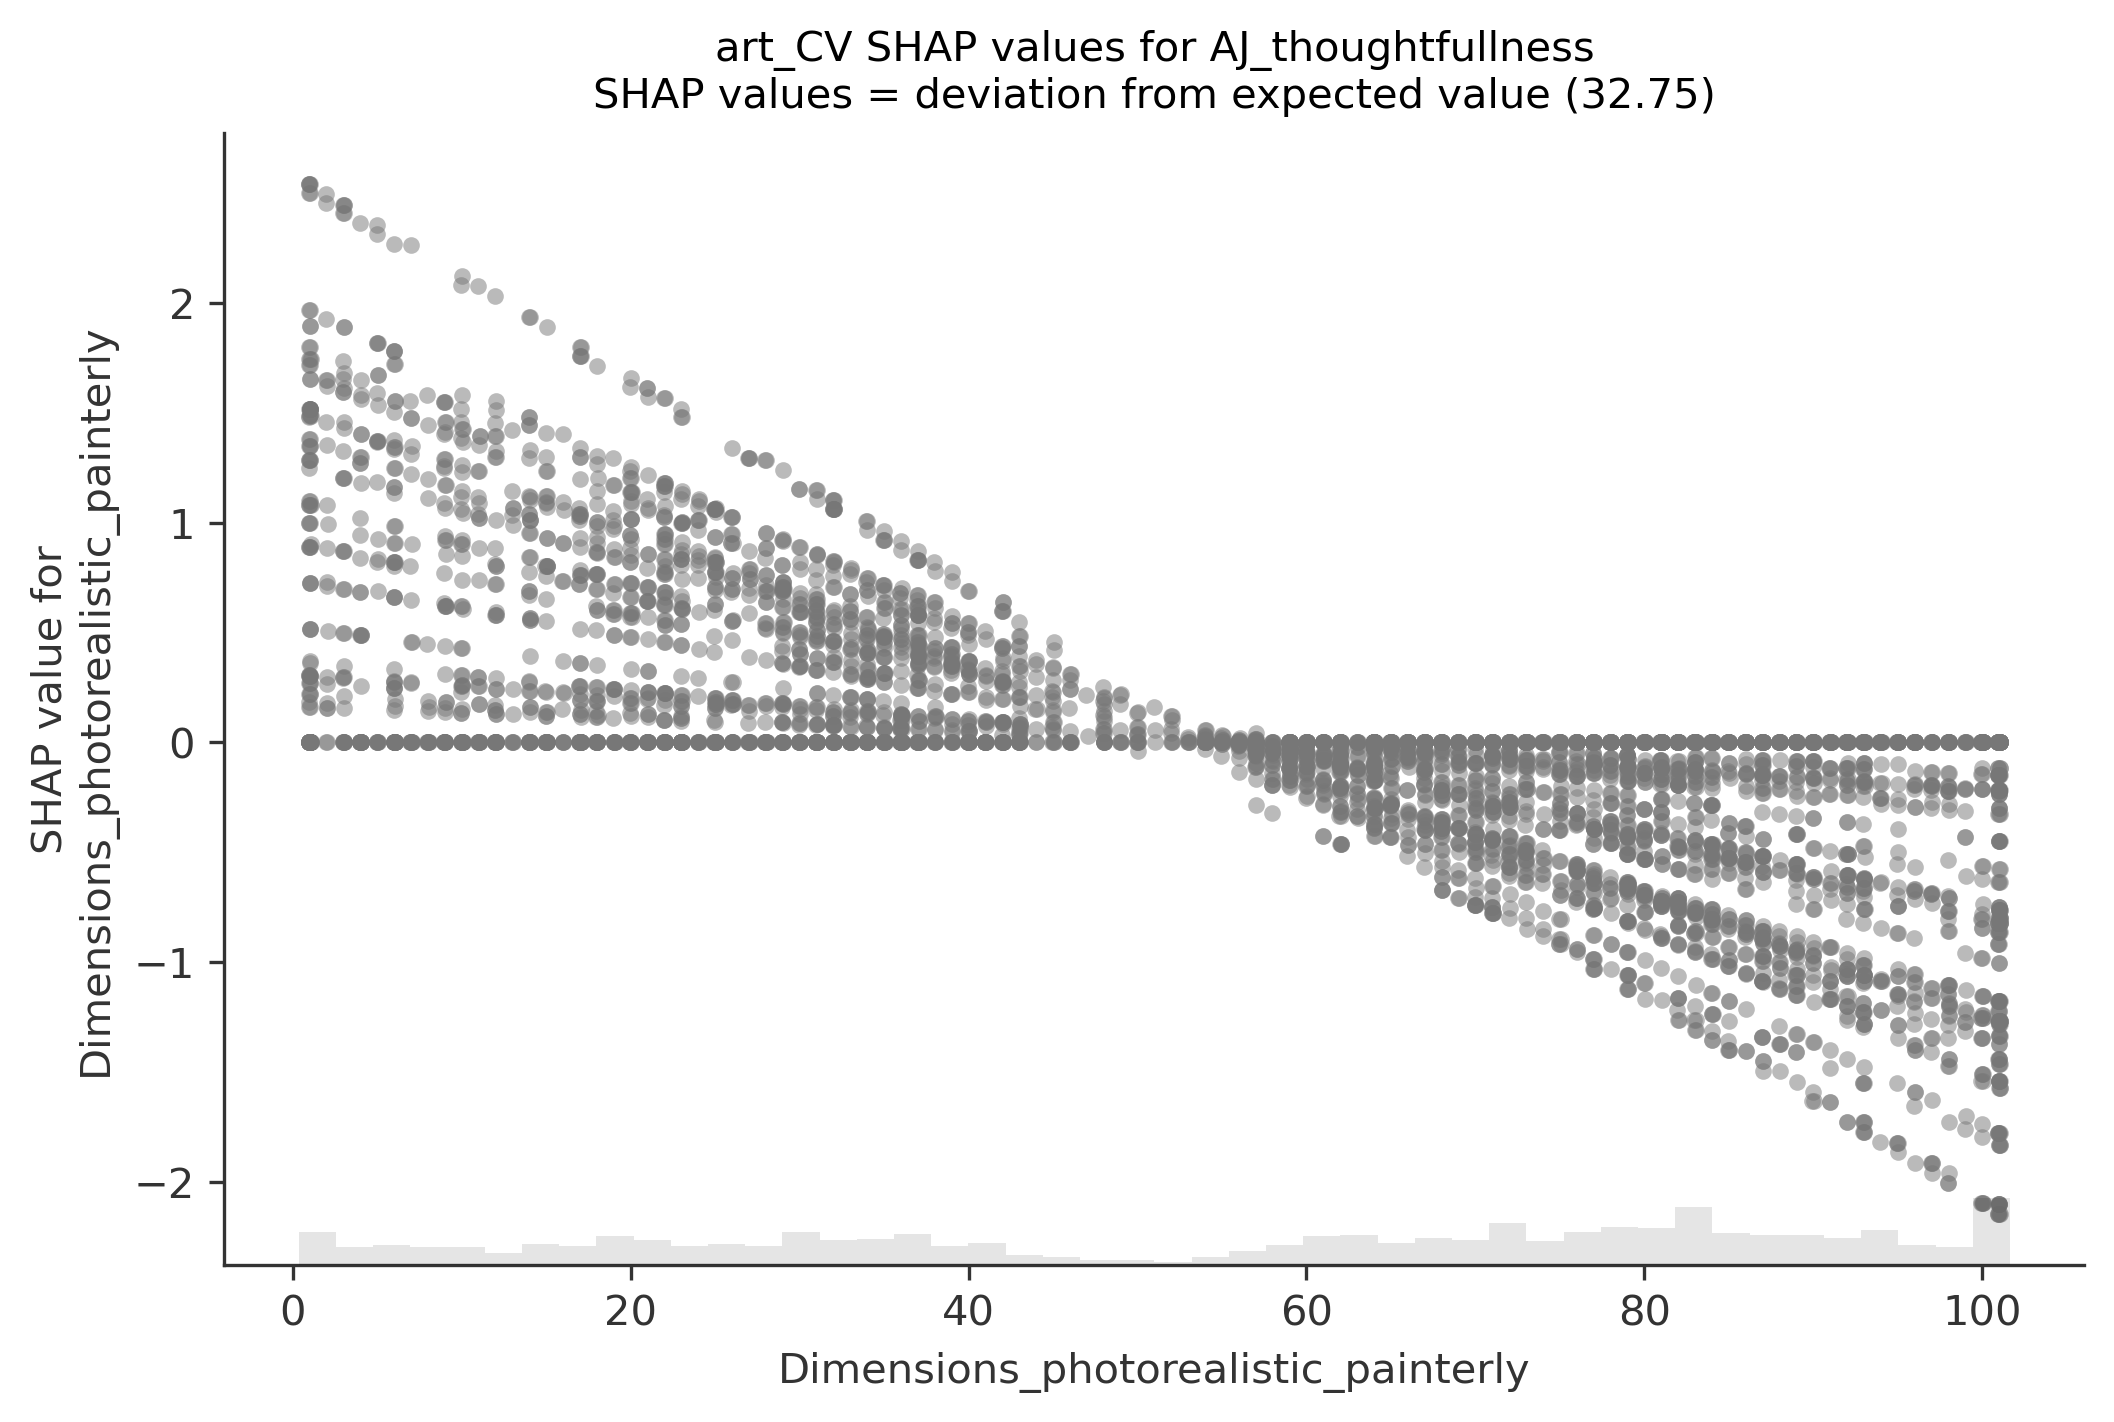 art_CV SHAP values for AJ_thoughtfullness
SHAP values = deviation from expected value (32.75)
SHAP value for
Dimensions_photorealistic_painterly
2
1
0
−1
−2
0
20
40
60
80
100
Dimensions_photorealistic_painterly